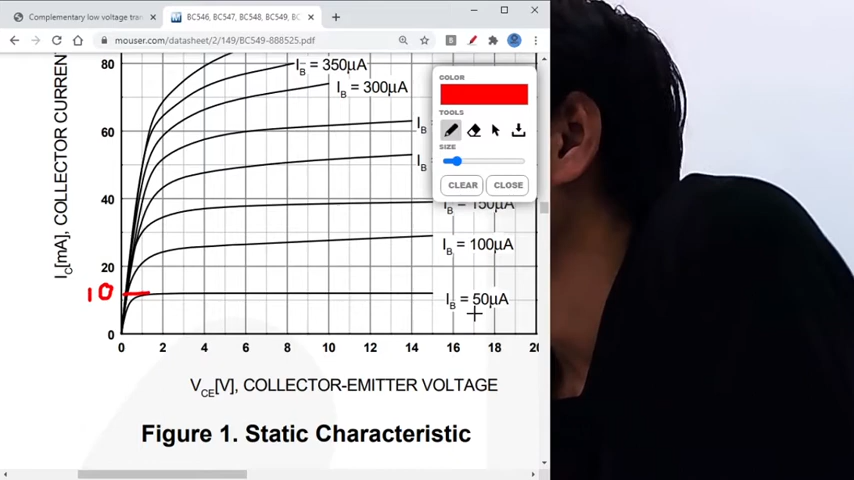 Complementary low voltage tra
BC546, BC547, BC548, BC549, BC
mouser.com/datasheet/2/149/BC549-888525.pdf
COLOR
TOOLS
SIZE
CLEAR
CLOSE
IC[mA], COLLECTOR CURREN
80
60
40
20
0
10
IB = 350μA
IB = 300μA
IB
IB
IB = 150μA
IB = 100μA
IB = 50μA
0 2 4 6 8 10 12 14 16 18 20
VCE[V], COLLECTOR-EMITTER VOLTAGE
Figure 1. Static Characteristic